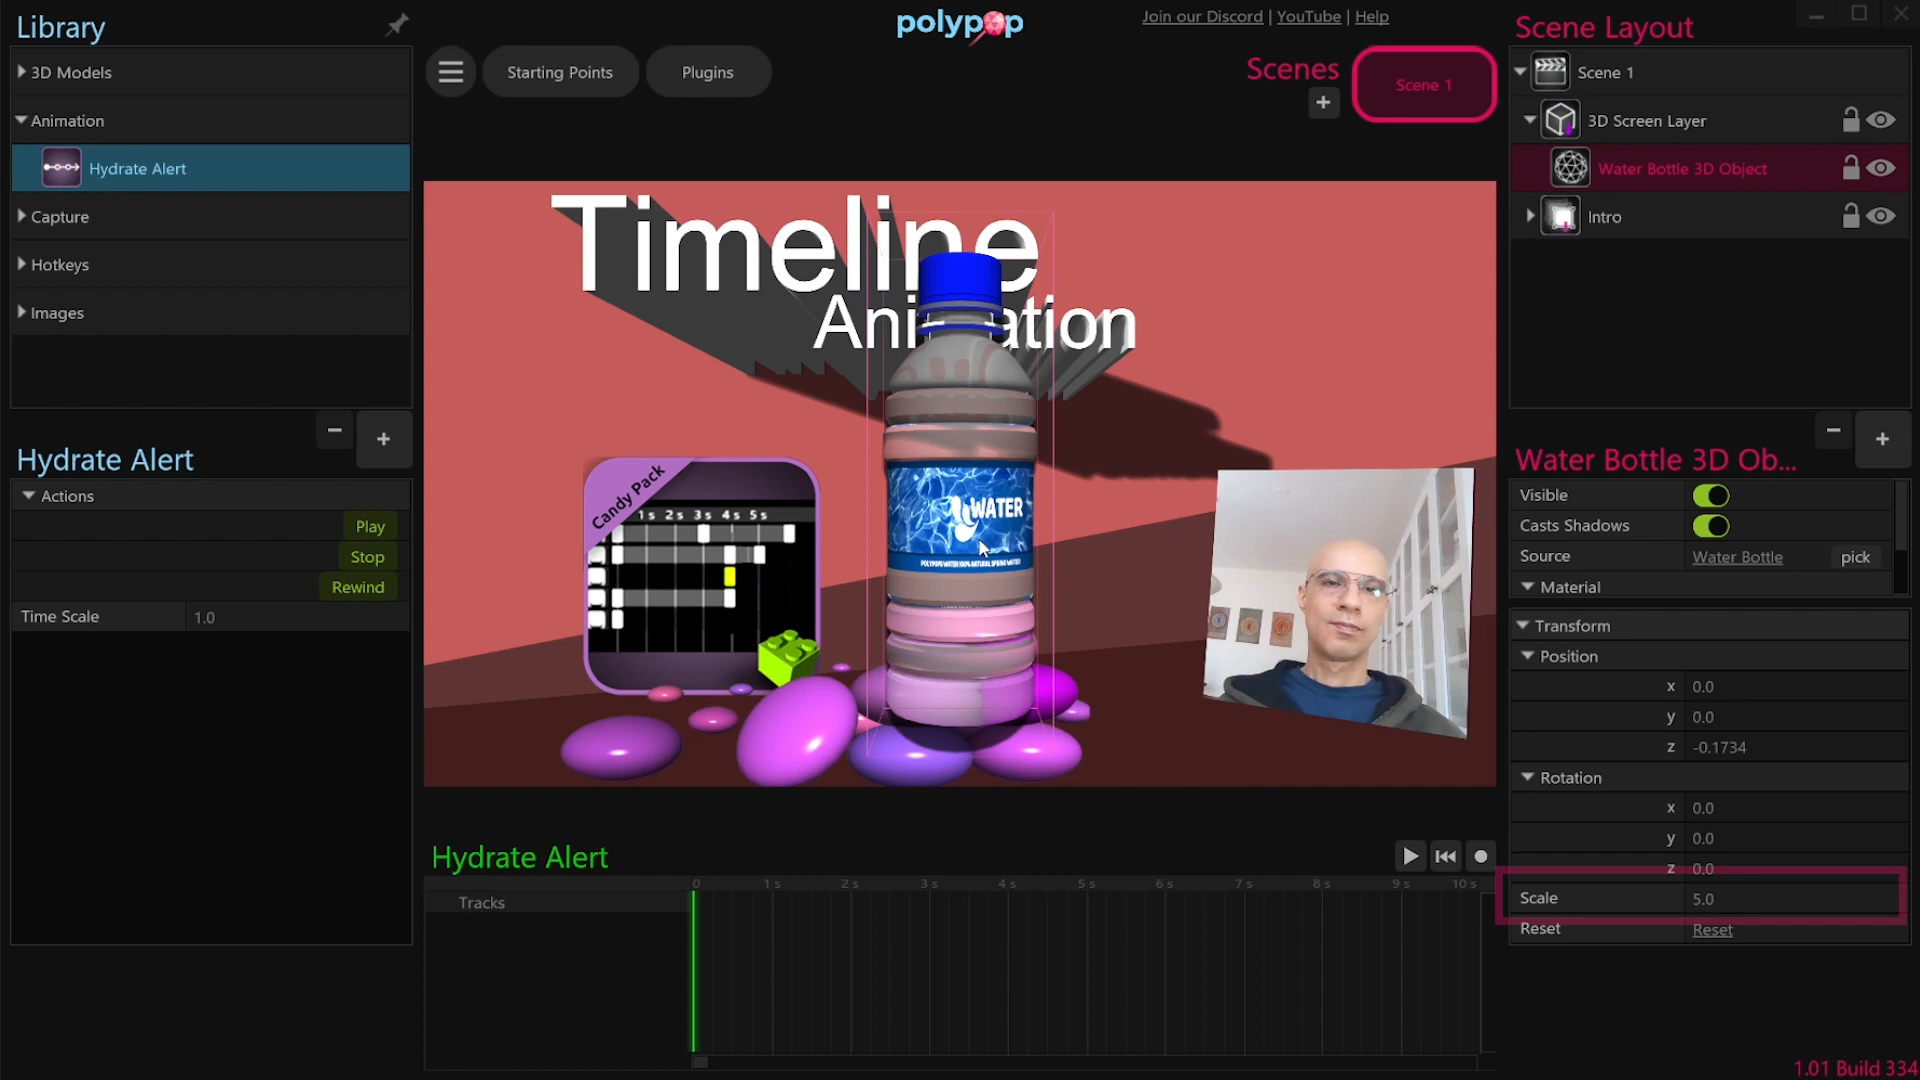 Library
polypop
Join our Discord | YouTube | Help
Scene Layout
3D Models
Starting Points
Plugins
Scenes
Scene 1
Scene 1
Animation
3D Screen Layer
Hydrate Alert
Water Bottle 3D Object
Capture
Intro
Hotkeys
Images
Timeline
Animation
Candy Pack
1s 2s 3s 4s 5s
WATER
Hydrate Alert
Actions
Play
Stop
Rewind
Time Scale 1.0
Water Bottle 3D Ob...
Visible
Casts Shadows
Source Water Bottle pick
Material
Transform
Position
x 0.0
y 0.0
z -0.1734
Rotation
x 0.0
y 0.0
z 0.0
Scale 5.0
Reset Reset
Hydrate Alert
0 1s 2s 3s 4s 5s 6s 7s 8s 9s 10s
Tracks
1.01 Build 334